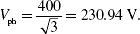 V_ph = 400/√3 = 230.94 V.